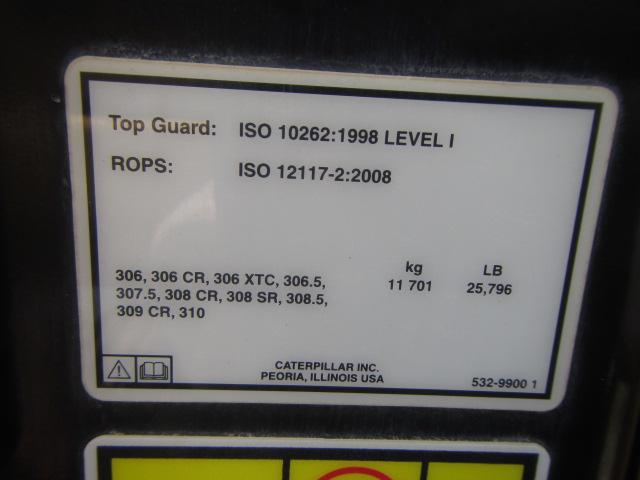 Top Guard: ISO 10262:1998 LEVEL I
ROPS: ISO 12117-2:2008
kg LB
306, 306 CR, 306 XTC, 306.5, 11 701 25,796
307.5, 308 CR, 308 SR, 308.5,
309 CR, 310
CATERPILLAR INC.
PEORIA, ILLINOIS USA
532-9900 1